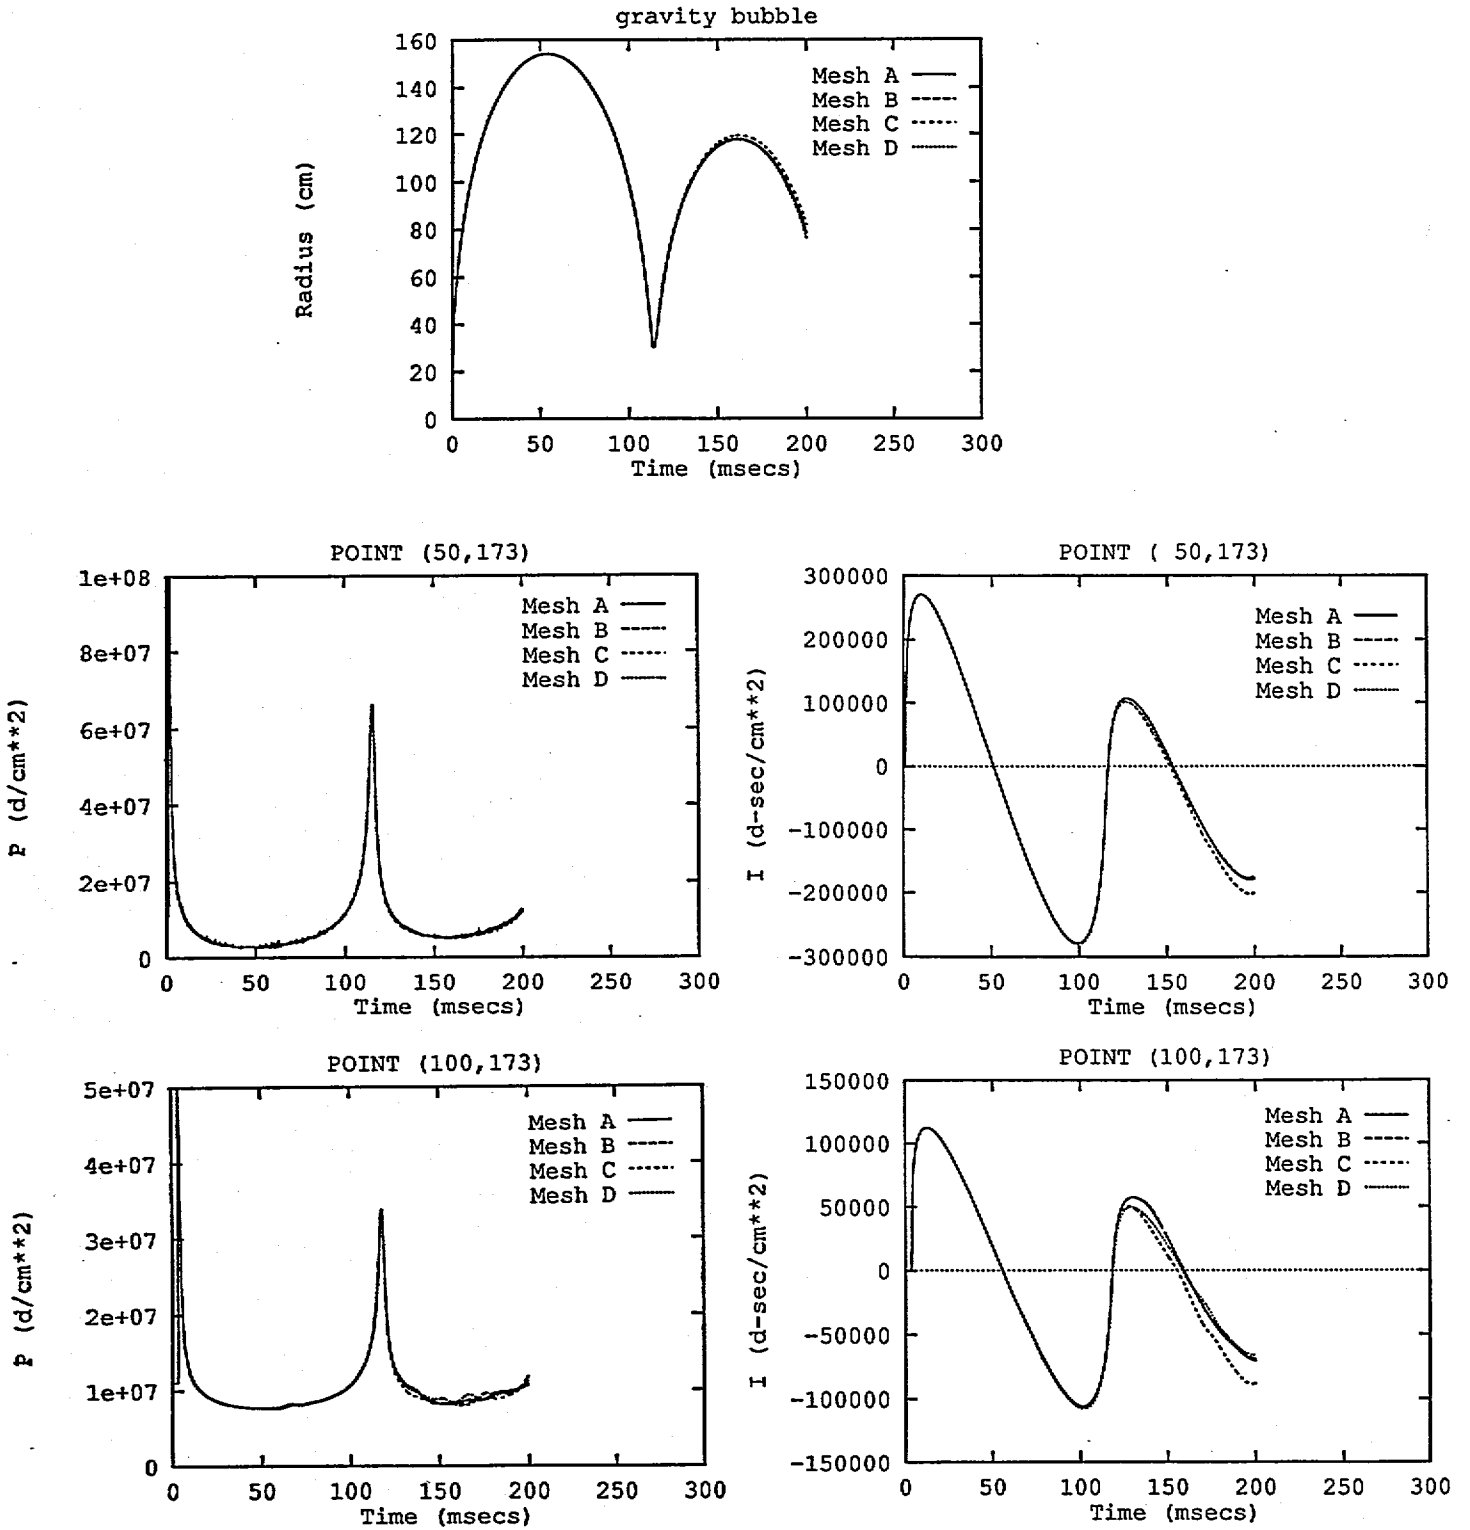 gravity bubble
160
140
120
100
80
60
40
20
0
Radius (cm)
Mesh A
Mesh B
Mesh C
Mesh D
0 50 100 150 200 250 300
Time (msecs)
POINT (50,173)
1e+08
8e+07
6e+07
4e+07
2e+07
0
P (d/cm**2)
Mesh A
Mesh B
Mesh C
Mesh D
0 50 100 150 200 250 300
Time (msecs)
POINT ( 50,173)
300000
200000
100000
0
-100000
-200000
-300000
I (d-sec/cm**2)
Mesh A
Mesh B
Mesh C
Mesh D
0 50 100 150 200 250 300
Time (msecs)
POINT (100,173)
5e+07
4e+07
3e+07
2e+07
1e+07
0
P (d/cm**2)
Mesh A
Mesh B
Mesh C
Mesh D
0 50 100 150 200 250 300
Time (msecs)
POINT (100,173)
150000
100000
50000
0
-50000
-100000
-150000
I (d-sec/cm**2)
Mesh A
Mesh B
Mesh C
Mesh D
0 50 100 150 200 250 300
Time (msecs)